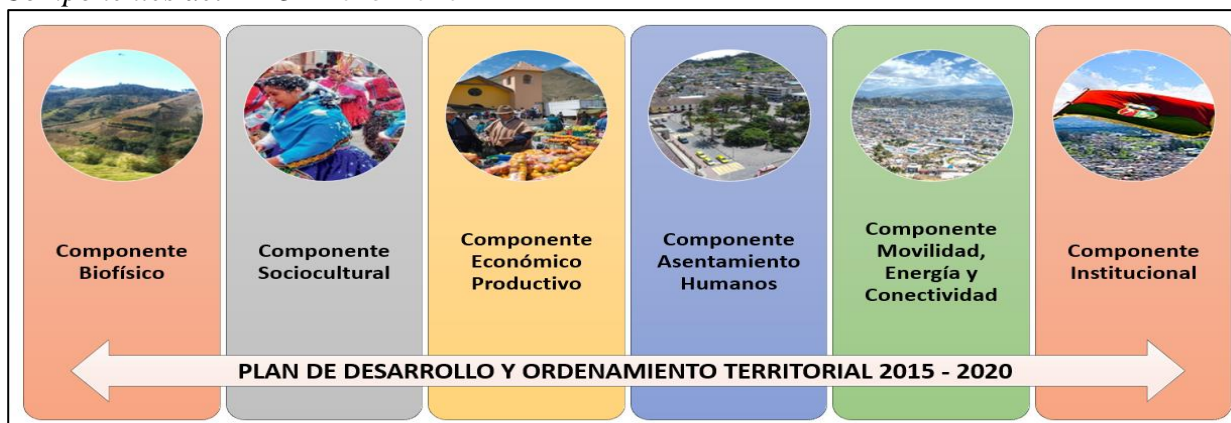 Componente
Biofísico
Componente
Sociocultural
Componente
Económico
Productivo
Componente
Asentamiento
Humanos
Componente
Movilidad,
Energía y
Conectividad
Componente
Institucional
PLAN DE DESARROLLO Y ORDENAMIENTO TERRITORIAL 2015 - 2020